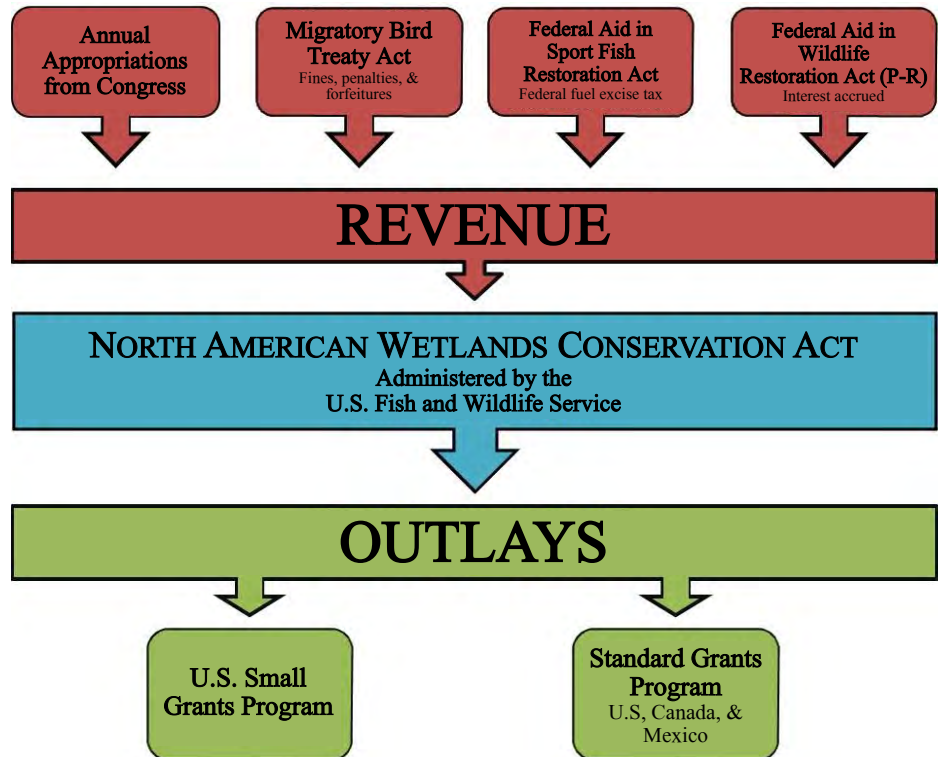 Annual
Appropriations
from Congress
Migratory Bird
Treaty Act
Fines, penalties, &
forfeitures
Federal Aid in
Sport Fish
Restoration Act
Federal fuel excise tax
Federal Aid in
Wildlife
Restoration Act (P-R)
Interest accrued
REVENUE
NORTH AMERICAN WETLANDS CONSERVATION ACT
Administered by the
U.S. Fish and Wildlife Service
OUTLAYS
U.S. Small
Grants Program
Standard Grants
Program
U.S, Canada, &
Mexico